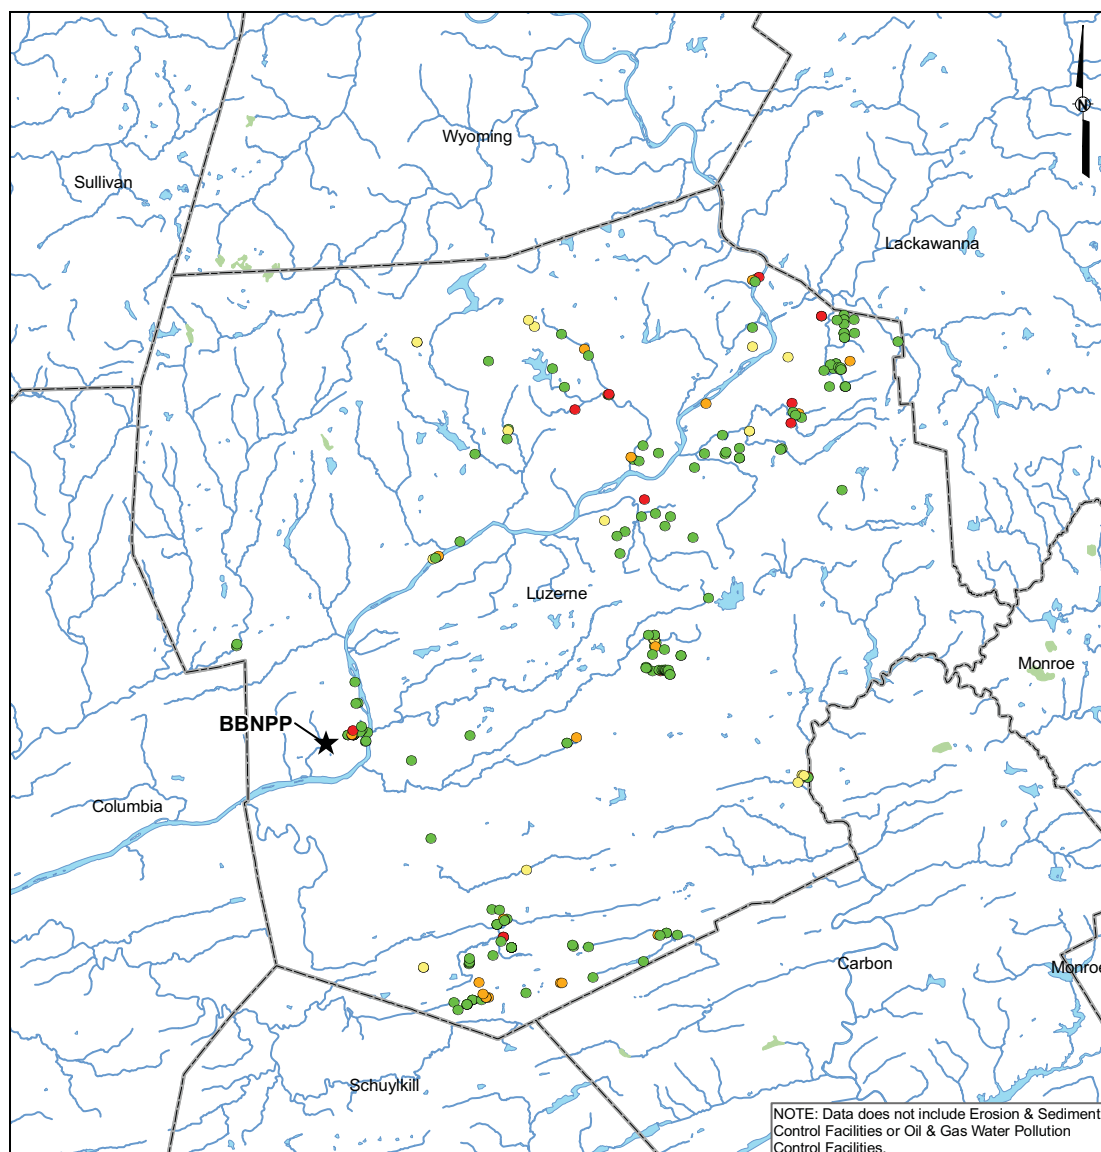 Wyoming
Sullivan
N
Lackawanna
Luzerne
Monroe
BBNPP
Columbia
Carbon
Monroe
Schuylkill
NOTE: Data does not include Erosion & Sediment
Control Facilities or Oil & Gas Water Pollution
Control Facilities.